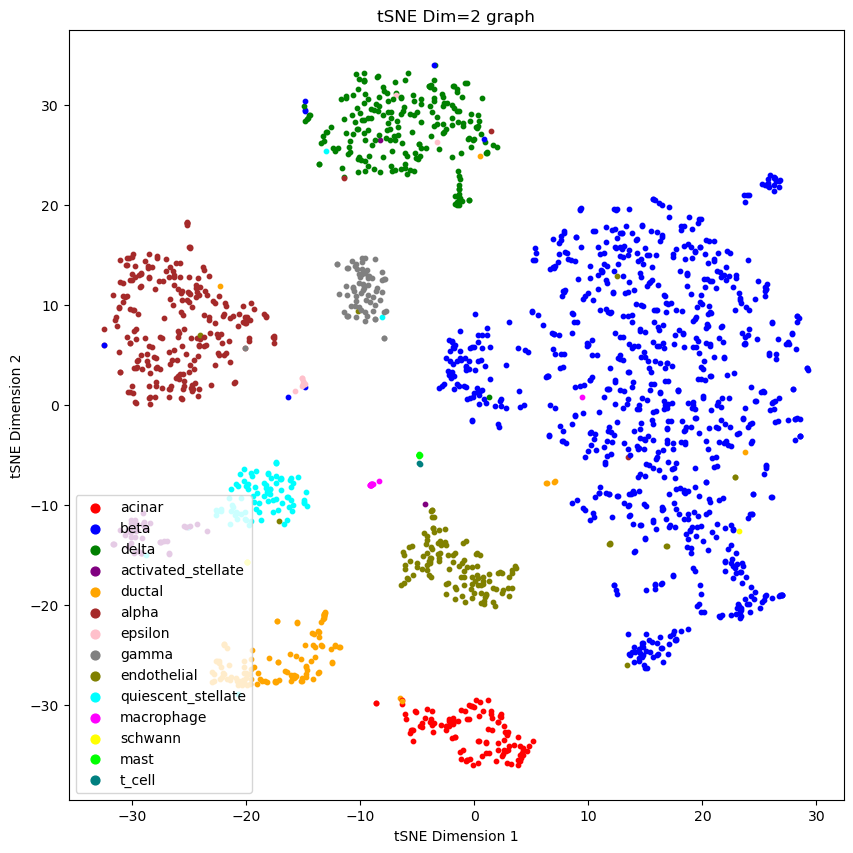 tSNE Dim=2 graph
tSNE Dimension 2
30
20
10
0
−10
−20
−30
acinar
beta
delta
activated_stellate
ductal
alpha
epsilon
gamma
endothelial
quiescent_stellate
macrophage
schwann
mast
t_cell
−30 −20 −10 0 10 20 30
tSNE Dimension 1